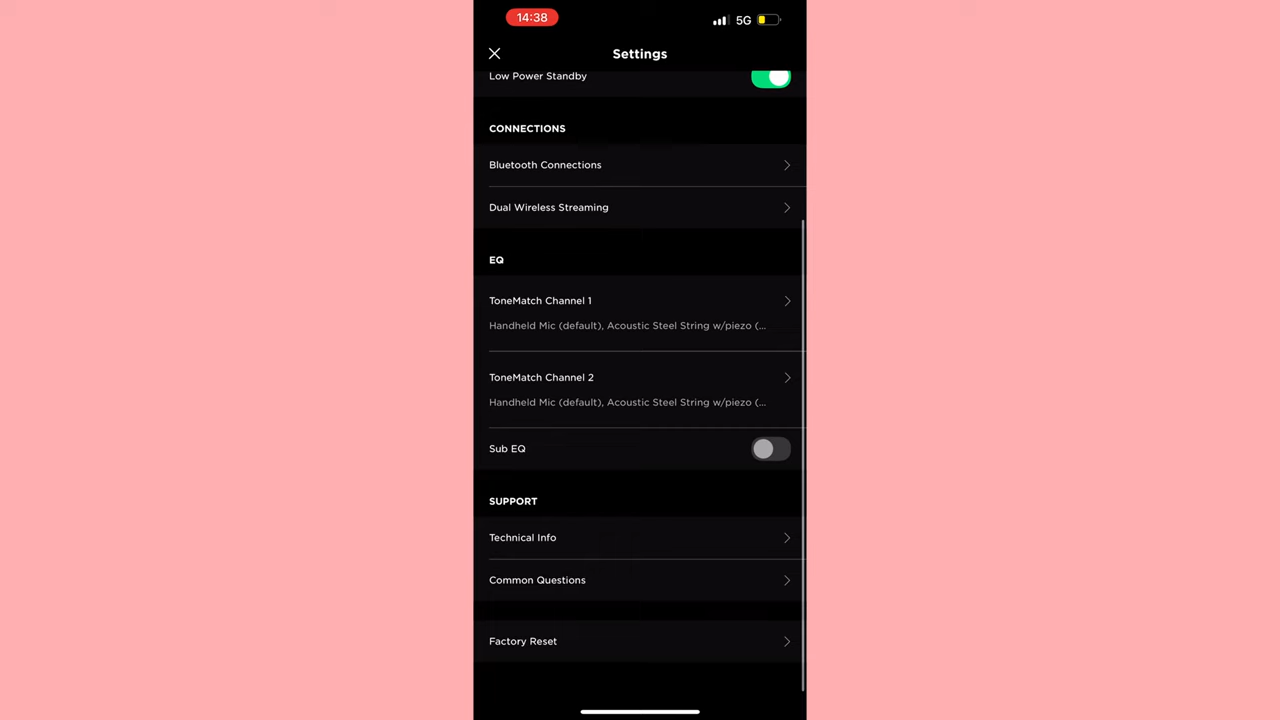 14:38
5G
Settings
Low Power Standby
CONNECTIONS
Bluetooth Connections
Dual Wireless Streaming
EQ
ToneMatch Channel 1
Handheld Mic (default), Acoustic Steel String w/piezo (...
ToneMatch Channel 2
Handheld Mic (default), Acoustic Steel String w/piezo (...
Sub EQ
SUPPORT
Technical Info
Common Questions
Factory Reset